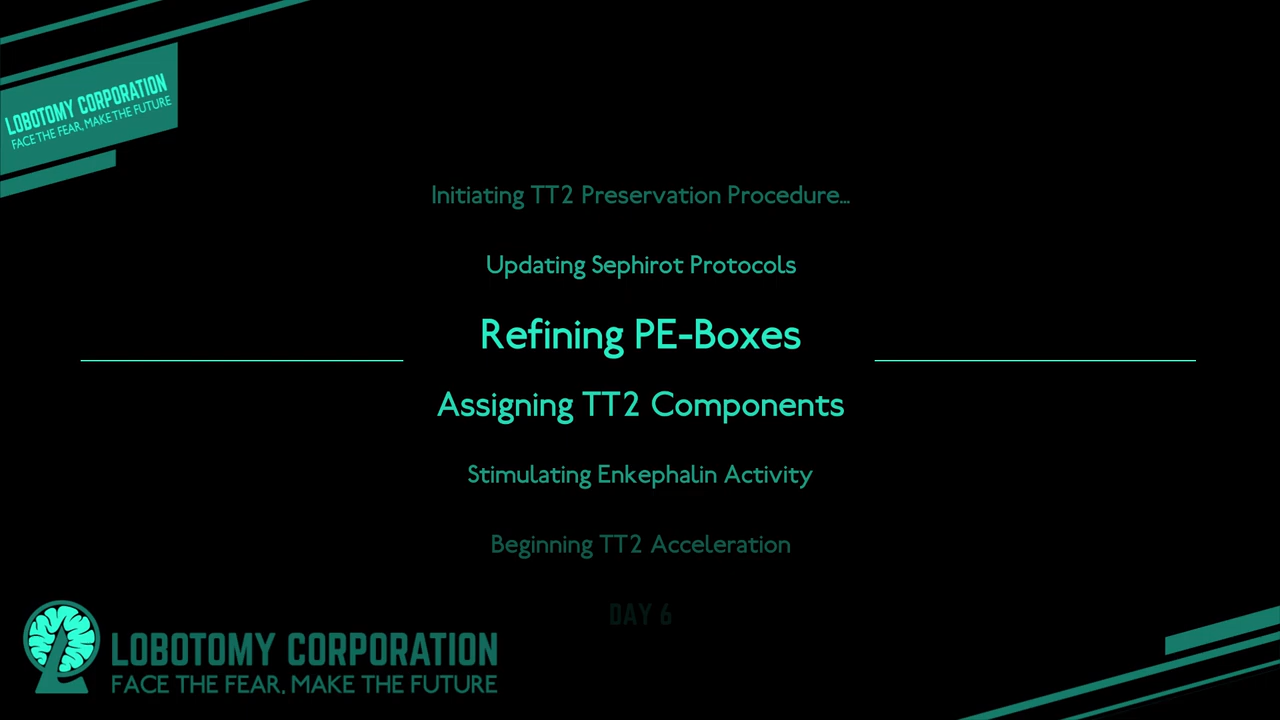 LOBOTOMY CORPORATION
FACE THE FEAR, MAKE THE FUTURE
Initiating TT2 Preservation Procedure...
Updating Sephirot Protocols
Refining PE-Boxes
Assigning TT2 Components
Stimulating Enkephalin Activity
Beginning TT2 Acceleration
DAY 6
LOBOTOMY CORPORATION
FACE THE FEAR, MAKE THE FUTURE